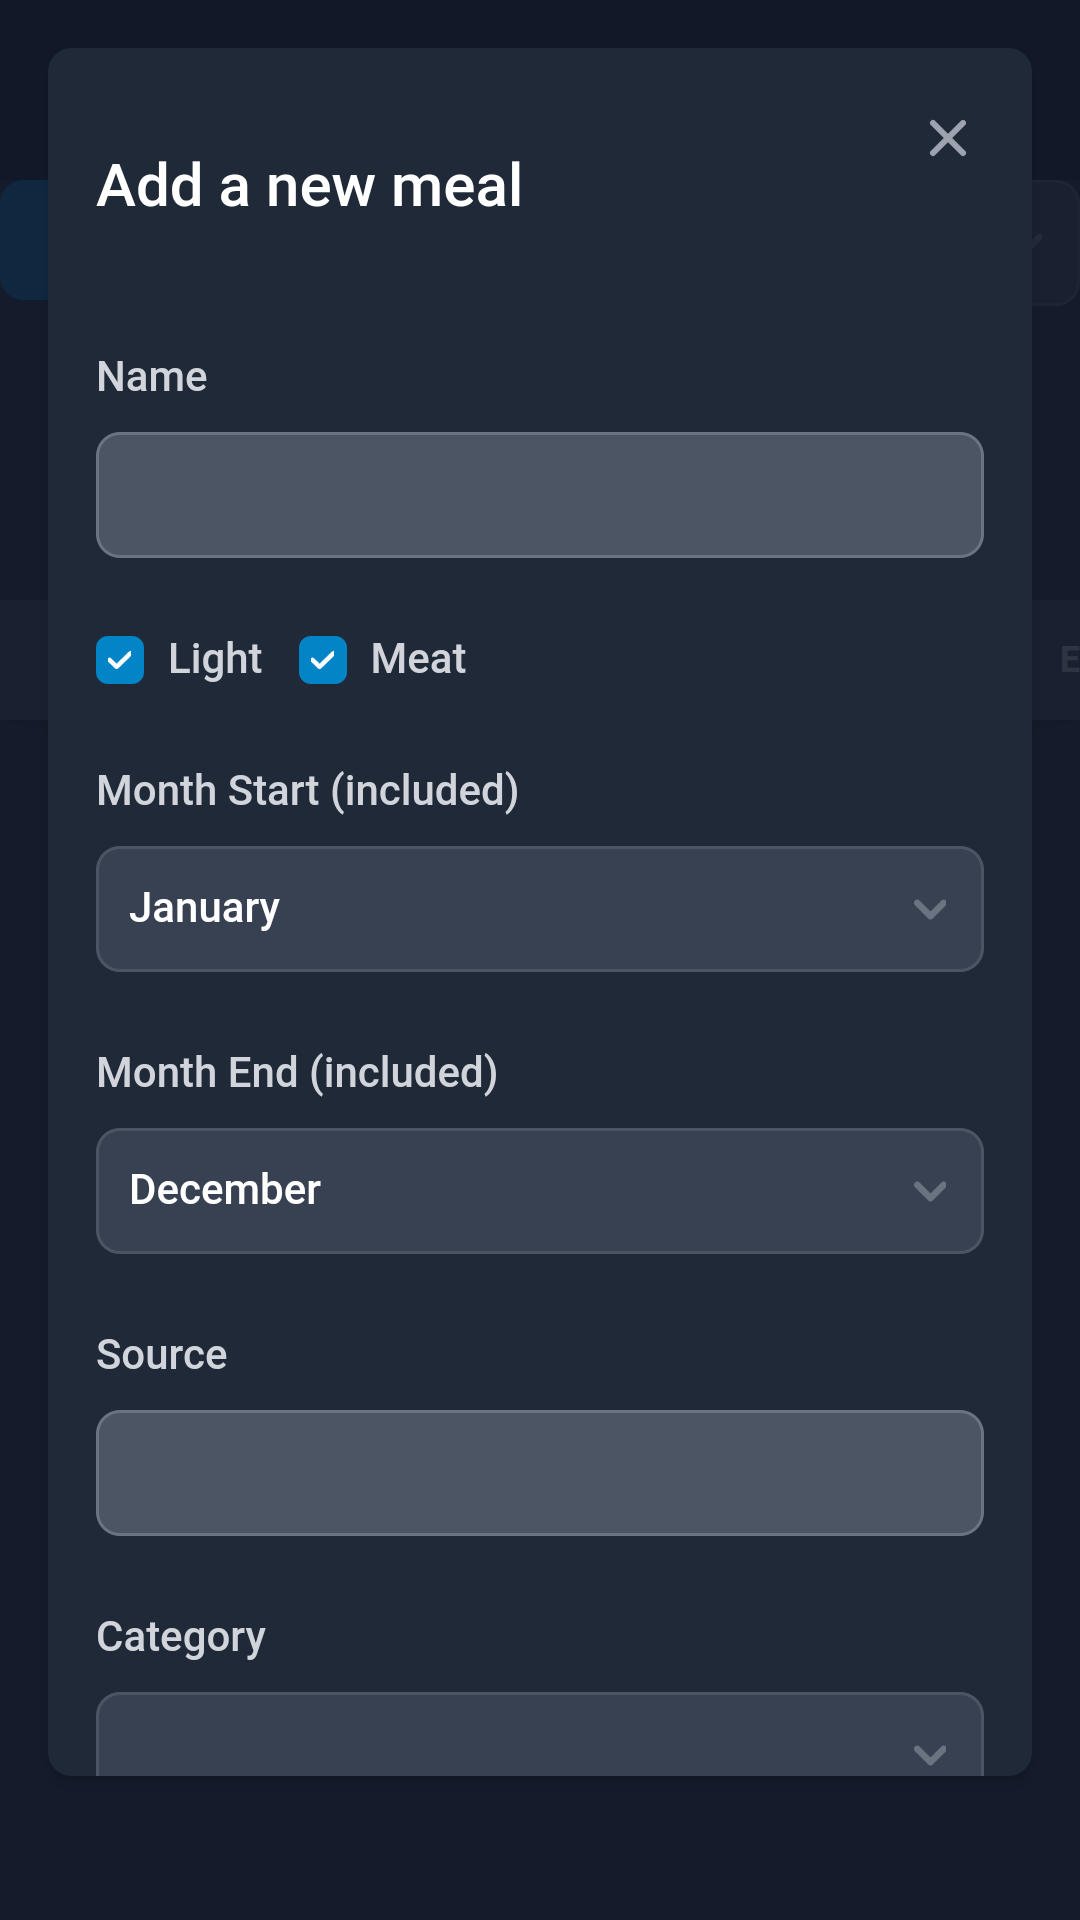 Add a new meal
Name
Light Meat
Month Start (included)
January
Month End (included)
December
Source
Category